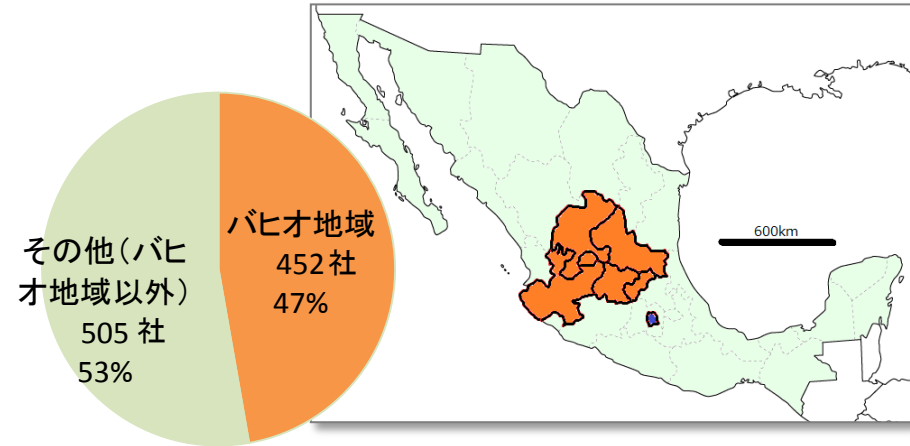 バヒオ地域
452 社
47%
その他（バヒ
オ地域以外）
505 社
53%
600km